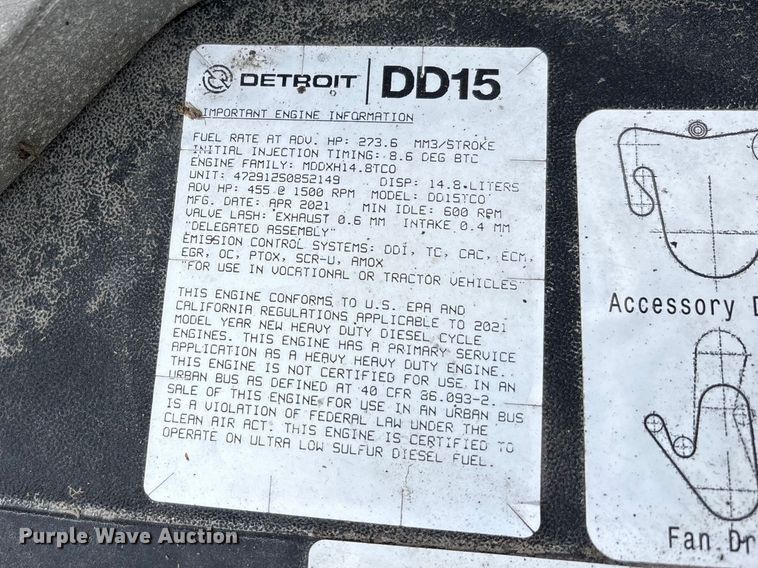 DETROIT DD15
IMPORTANT ENGINE INFORMATION
FUEL RATE AT ADV. HP: 273.6 MM3/STROKE
INITIAL INJECTION TIMING: 8.6 DEG BTC
ENGINE FAMILY: MDDXH14.8TCO
UNIT: 472912S0852149 DISP: 14.8 LITERS
ADV HP: 455 @ 1500 RPM MODEL: DD15TCO
MFG. DATE: APR 2021 MIN IDLE: 600 RPM
VALVE LASH: EXHAUST 0.6 MM INTAKE 0.4 MM
"DELEGATED ASSEMBLY"
EMISSION CONTROL SYSTEMS: DDI, TC, CAC, ECM,
EGR, OC, PTOX, SCR-U, AMOX
"FOR USE IN VOCATIONAL OR TRACTOR VEHICLES"
THIS ENGINE CONFORMS TO U.S. EPA AND
CALIFORNIA REGULATIONS APPLICABLE TO 2021
MODEL YEAR NEW HEAVY DUTY DIESEL CYCLE
ENGINES. THIS ENGINE HAS A PRIMARY SERVICE
APPLICATION AS A HEAVY HEAVY DUTY ENGINE.
THIS ENGINE IS NOT CERTIFIED FOR USE IN AN
URBAN BUS AS DEFINED AT 40 CFR 36.093-2.
SALE OF THIS ENGINE FOR USE IN AN URBAN BUS
IS A VIOLATION OF FEDERAL LAW UNDER THE
CLEAN AIR ACT. THIS ENGINE IS CERTIFIED TO
OPERATE ON ULTRA LOW SULFUR DIESEL FUEL.
Accessory D
Fan Dr
Purple Wave Auction